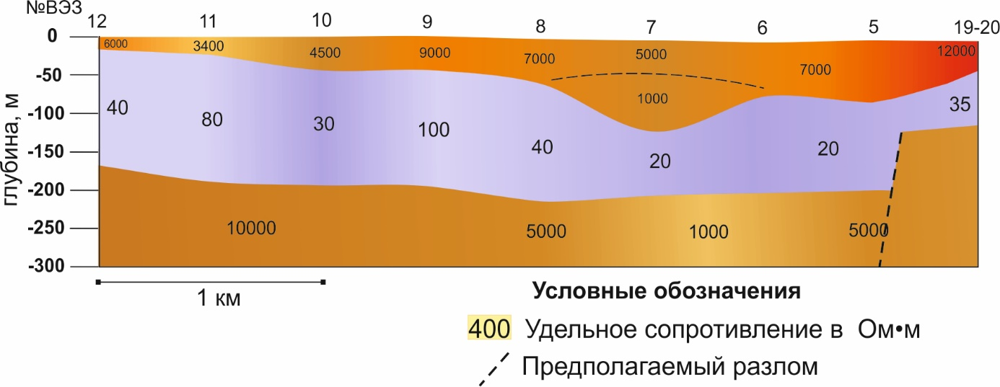 №ВЭЗ
12 11 10 9 8 7 6 5 19-20
глубина, м
0
-50
-100
-150
-200
-250
-300
6000 3400 4500 9000 7000 5000 7000 12000
1000
40 80 30 100 40 20 20 35
10000 5000 1000 5000
1 км
Условные обозначения
400 Удельное сопротивление в Ом•м
Предполагаемый разлом